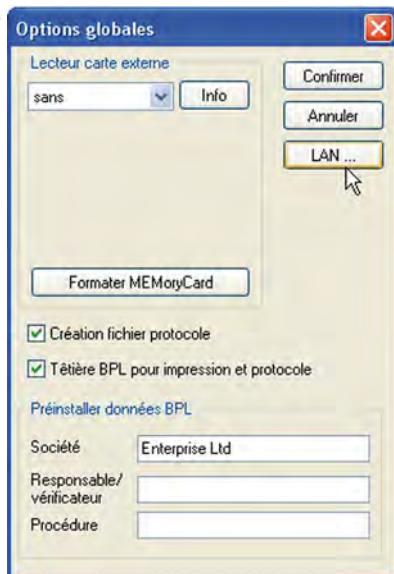 Options globales
Lecteur carte externe
sans
Info
Confirmer
Annuler
LAN ...
Formater MEMoryCard
Création fichier protocole
Têtière BPL pour impression et protocole
Préinstaller données BPL
Société
Enterprise Ltd
Responsable/
vérificateur
Procédure